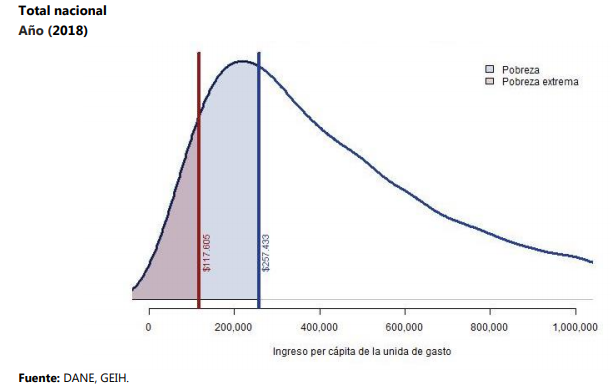 Total nacional
Año (2018)
Pobreza
Pobreza extrema
$117.605
$257.433
0
200,000
400,000
600,000
800,000
1,000,000
Ingreso per cápita de la unida de gasto
Fuente: DANE, GEIH.